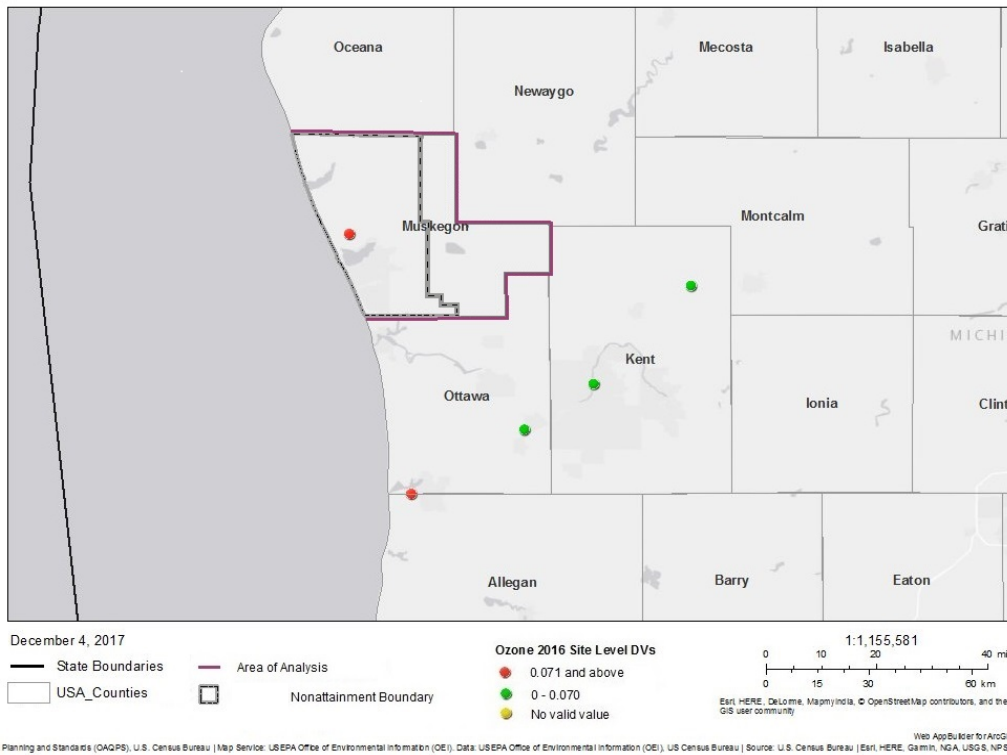 Oceana
Mecosta
Isabella
Newaygo
Muskegon
Montcalm
Grati
MICHI
Kent
Ottawa
Ionia
Clint
Allegan
Barry
Eaton
December 4, 2017
State Boundaries
Area of Analysis
USA_Counties
Nonattainment Boundary
Ozone 2016 Site Level DVs
0.071 and above
0 - 0.070
No valid value
1:1,155,581
0 10 20 40 mi
0 15 30 60 km
Esri, HERE, DeLorme, MapmyIndia, © OpenStreetMap contributors, and the
GIS user community
Web AppBuilder for Arc
Planning and Standards (OAQPS), U.S. Census Bureau | Map Service: USEPA Office of Environmental Information (OEI). Data: USEPA Office of Environmental Information (OEI), US Census Bureau | Source: U.S. Census Bureau | Esri, HERE, Garmin, NGA, USGS, NPS